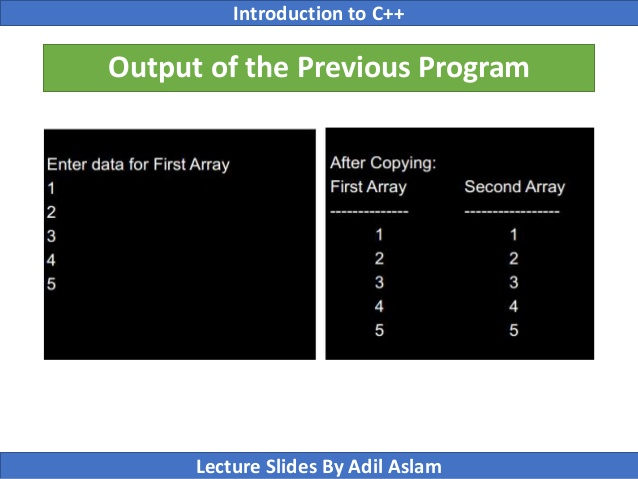 Introduction to C++
Output of the Previous Program
Enter data for First Array
1
2
3
4
5
After Copying:
First Array Second Array
-------------- -----------------
1 1
2 2
3 3
4 4
5 5
Lecture Slides By Adil Aslam